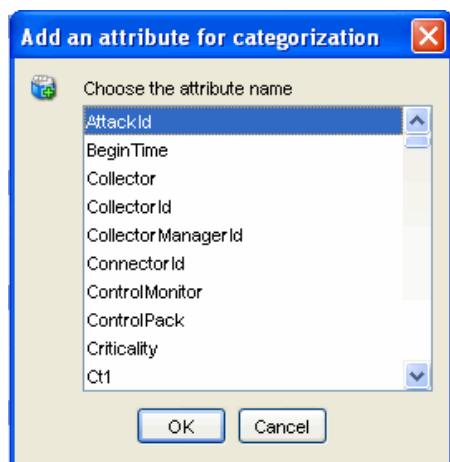 Add an attribute for categorization
Choose the attribute name
AttackId
BeginTime
Collector
CollectorId
CollectorManagerId
ConnectorId
ControlMonitor
ControlPack
Criticality
Ct1
OK
Cancel